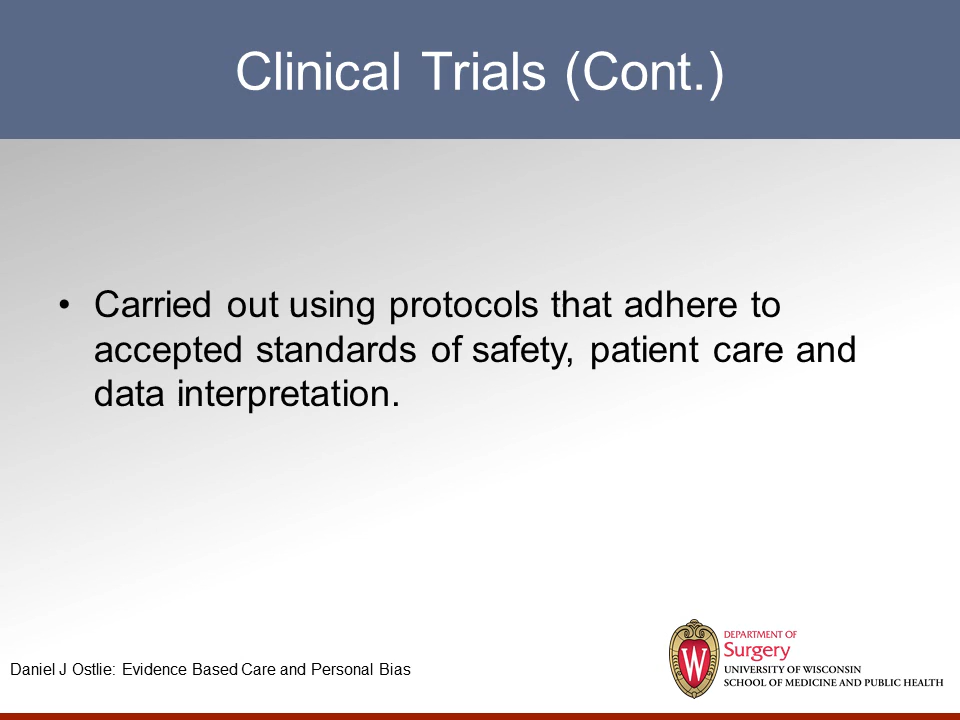 Clinical Trials (Cont.)
• Carried out using protocols that adhere to
accepted standards of safety, patient care and
data interpretation.
Daniel J Ostlie: Evidence Based Care and Personal Bias
W
DEPARTMENT OF
Surgery
UNIVERSITY OF WISCONSIN
SCHOOL OF MEDICINE AND PUBLIC HEALTH